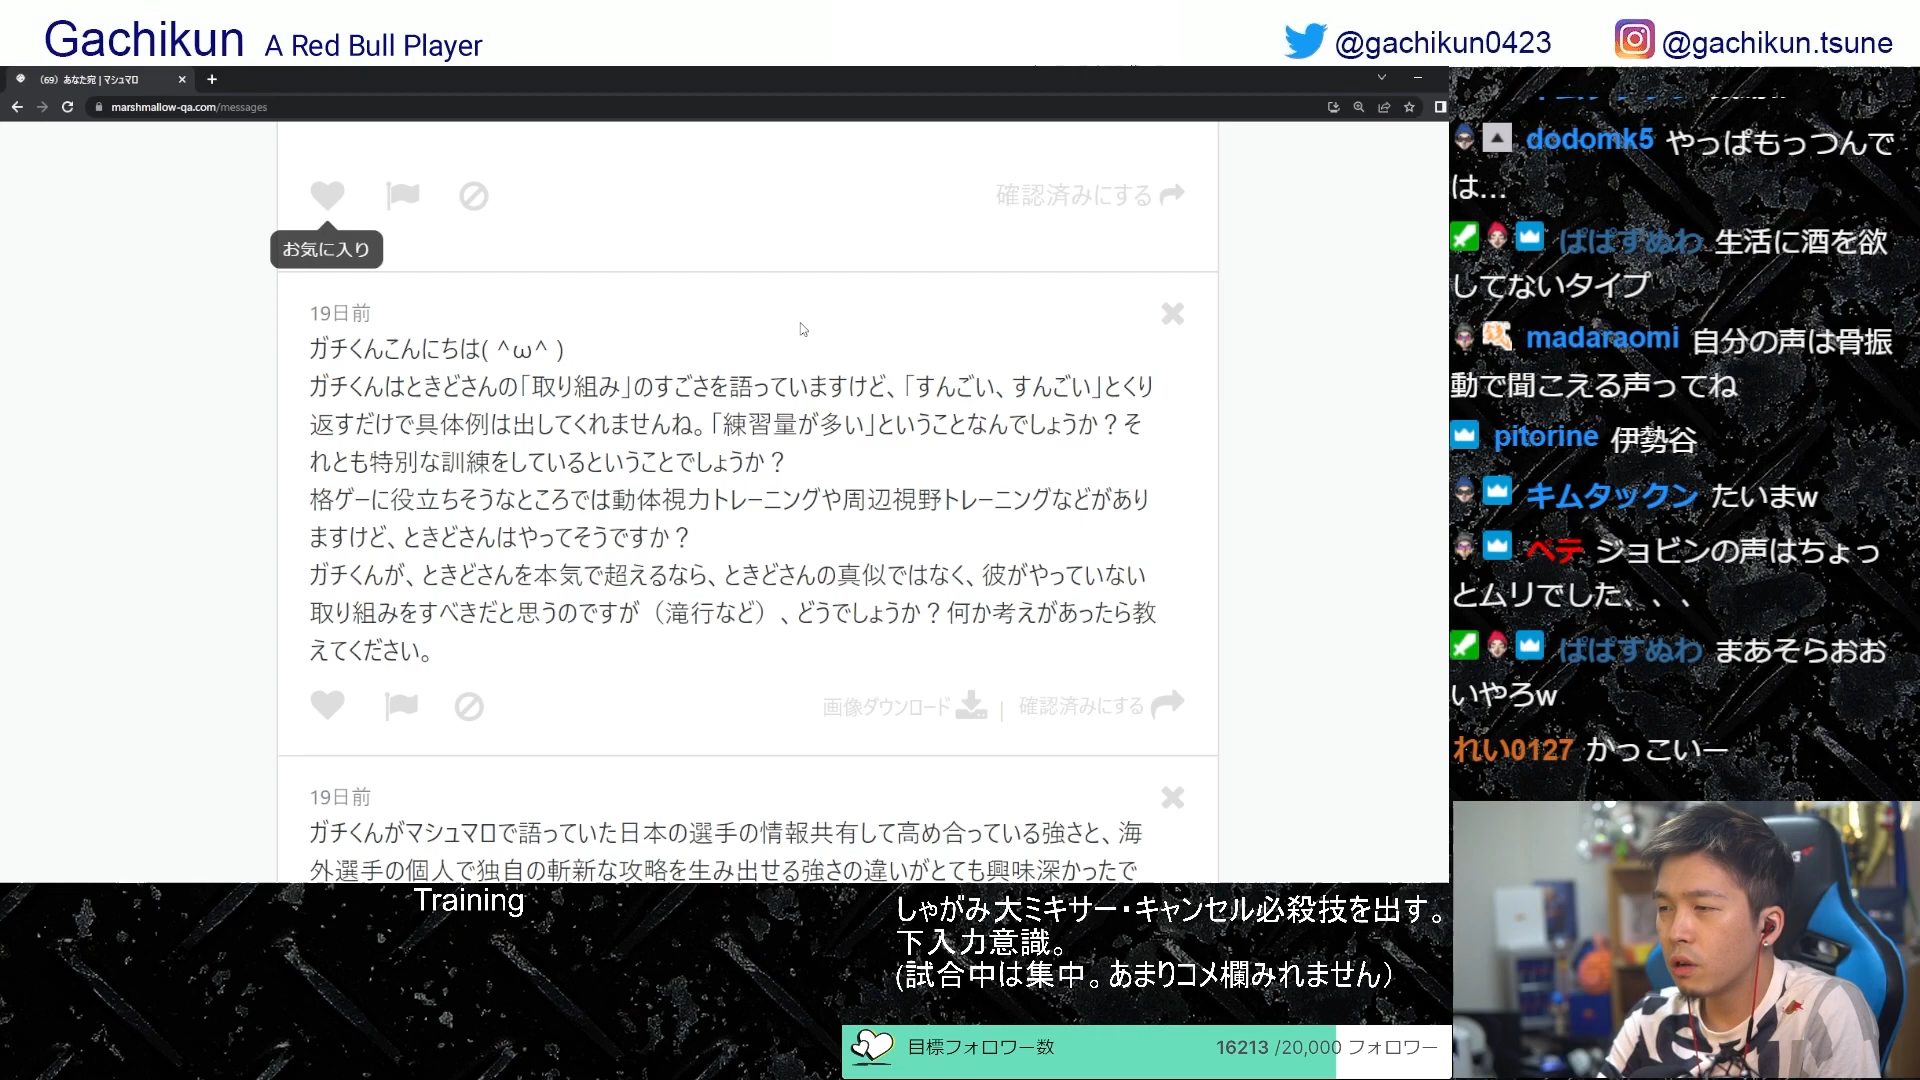 Gachikun A Red Bull Player
@gachikun0423
@gachikun.tsune
(69) あなた宛 | マシュマロ
marshmallow-qa.com/messages
確認済みにする
お気に入り
19日前
ガチくんこんにちは( ^ω^ )
ガチくんはときどさんの「取り組み」のすごさを語っていますけど、「すんごい、すんごい」とくり
返すだけで具体例は出してくれませんね。「練習量が多い」ということなんでしょうか？そ
れとも特別な訓練をしているということでしょうか？
格ゲーに役立ちそうなところでは動体視力トレーニングや周辺視野トレーニングなどがあり
ますけど、ときどさんはやってそうですか？
ガチくんが、ときどさんを本気で超えるなら、ときどさんの真似ではなく、彼がやっていない
取り組みをすべきだと思うのですが（滝行など）、どうでしょうか？何か考えがあったら教
えてください。
画像ダウンロード | 確認済みにする
19日前
ガチくんがマシュマロで語っていた日本の選手の情報共有して高め合っている強さと、海
外選手の個人で独自の斬新な攻略を生み出せる強さの違いがとても興味深かったで
dodomk5 やっぱもっつんで
は...
ぱぱすぬわ 生活に酒を欲
してないタイプ
madaraomi 自分の声は骨振
動で聞こえる声ってね
pitorine 伊勢谷
キムタックン たいまw
ペテ ジョビンの声はちょっ
とムリでした、、、
ぱぱすぬわ まあそらおお
いやろw
れい0127 かっこいー
Training
しゃがみ大ミキサー・キャンセル必殺技を出す。
下入力意識。
(試合中は集中。あまりコメ欄みれません)
目標フォロワー数 16213 /20,000 フォロワー